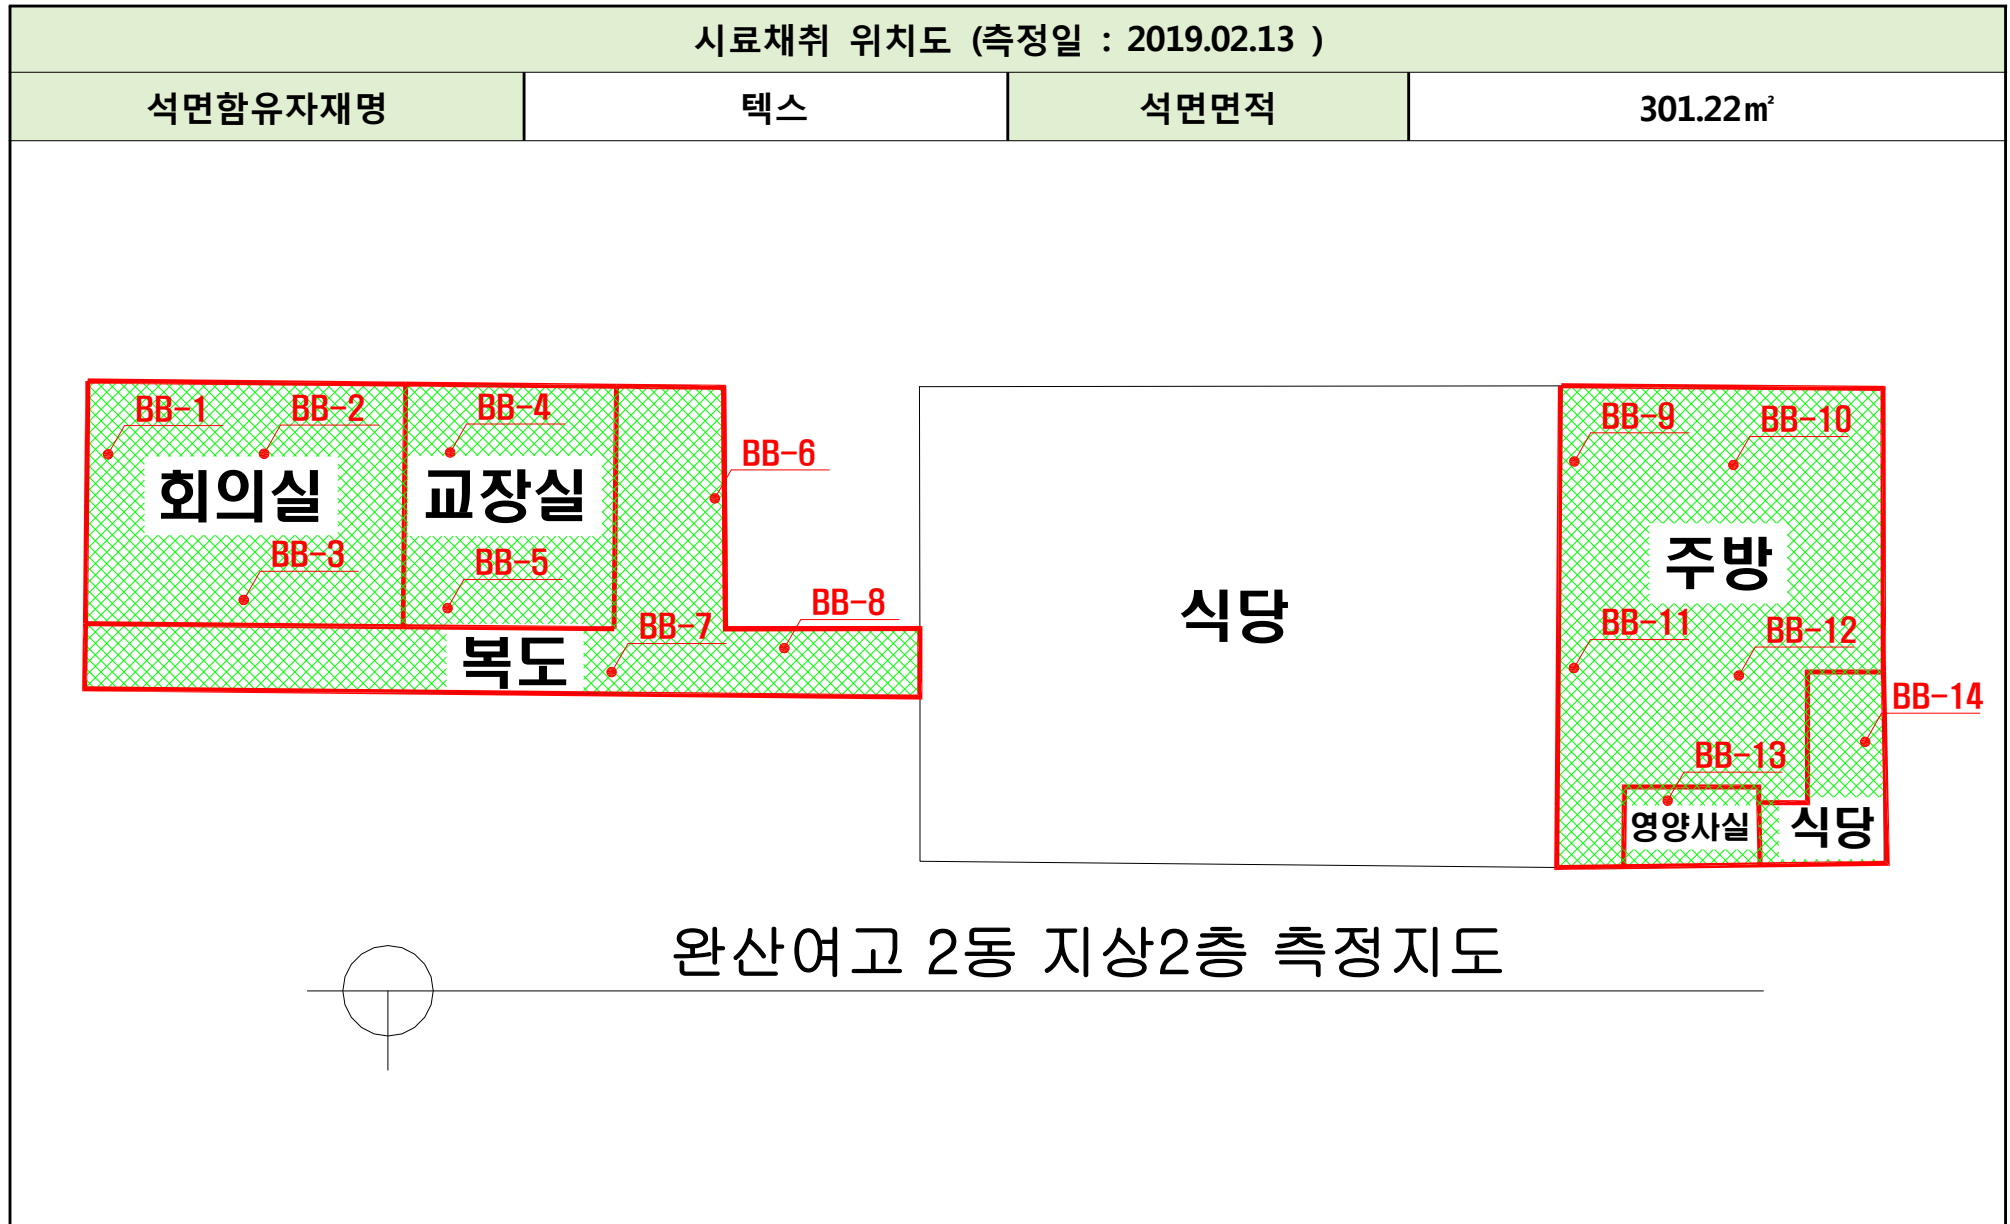 시료채취 위치도 (측정일 : 2019.02.13 )
석면함유자재명 텍스 석면면적 301.22㎡
BB-1 BB-2 BB-4 BB-9 BB-10
BB-6
회의실 교장실
BB-3 BB-5 주방
BB-8 식당
BB-7 BB-11 BB-12
복도
BB-14
BB-13
영양사실 식당
완산여고 2동 지상2층 측정지도